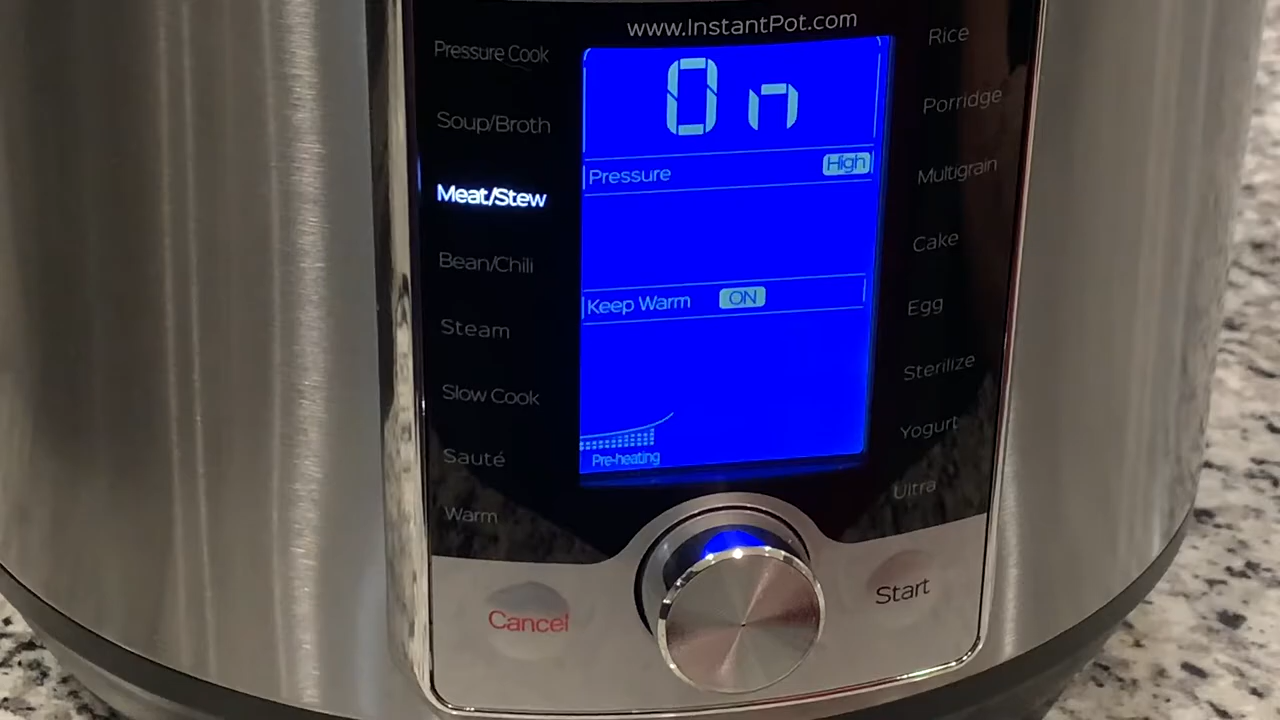 www.InstantPot.com
Pressure Cook
Soup/Broth
Meat/Stew
Bean/Chili
Steam
Slow Cook
Sauté
Warm
On
Pressure High
Keep Warm ON
Pre-heating
Rice
Porridge
Multigrain
Cake
Egg
Sterilize
Yogurt
Ultra
Cancel
Start